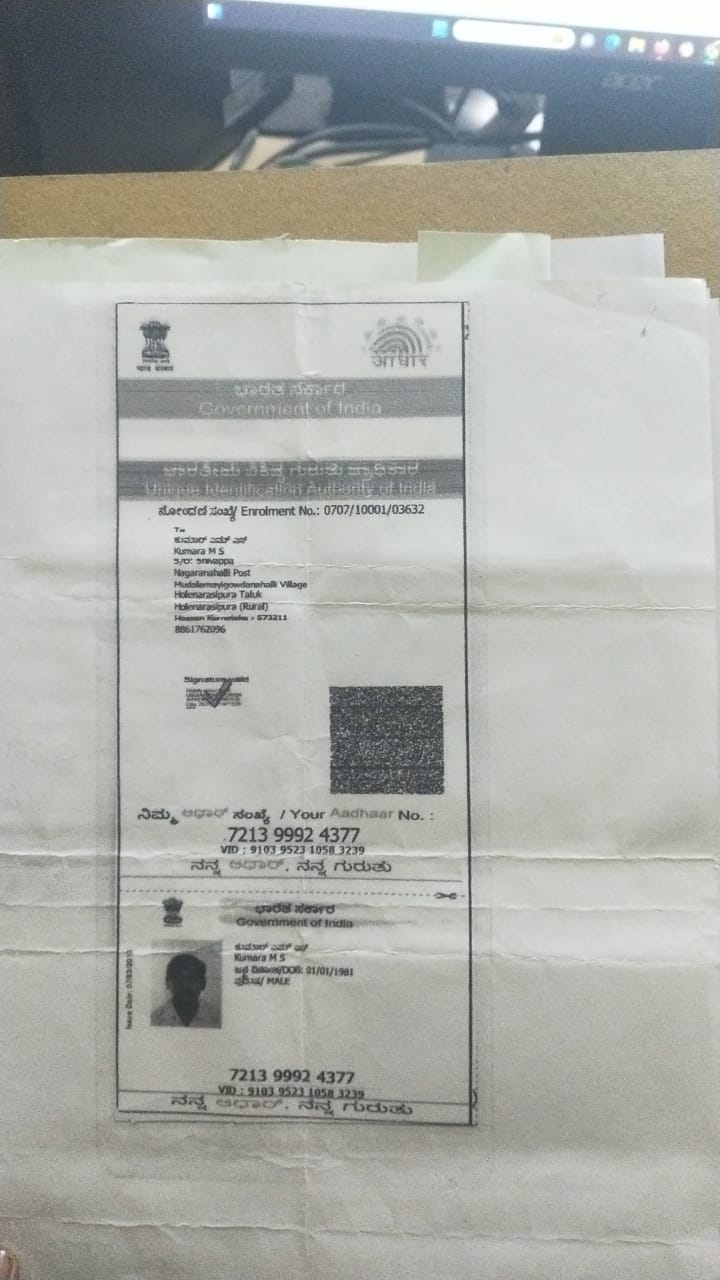 acer
भारत सरकार
आधार
ಭಾರತ ಸರ್ಕಾರ
Government of India
ಭಾರತೀಯ ವಿಶಿಷ್ಟ ಗುರುತು ಪ್ರಾಧಿಕಾರ
Unique Identification Authority of India
ನೋಂದಣಿ ಸಂಖ್ಯೆ/ Enrolment No.: 0707/10001/03632
To
ಕುಮಾರ್ ಎಮ್ ಎಸ್
Kumara M S
S/O: Shivappa
Nagaranahalli Post
Mudalamayigowdanahalli Village
Holenarasipura Taluk
Holenarasipura (Rural)
Hassan Karnataka - 573211
8861762096
Signature valid
ನಿಮ್ಮ ಆಧಾರ್ ಸಂಖ್ಯೆ / Your Aadhaar No. :
7213 9992 4377
VID : 9103 9523 1058 3239
ನನ್ನ ಆಧಾರ್, ನನ್ನ ಗುರುತು
ಭಾರತ ಸರ್ಕಾರ
Government of India
ಕುಮಾರ್ ಎಮ್ ಎಸ್
Kumara M S
ಜನ್ಮ ದಿನಾಂಕ/DOB: 01/01/1981
ಪುರುಷ/ MALE
Issue Date:
7213 9992 4377
VID : 9103 9523 1058 3239
ನನ್ನ ಆಧಾರ್, ನನ್ನ ಗುರುತು